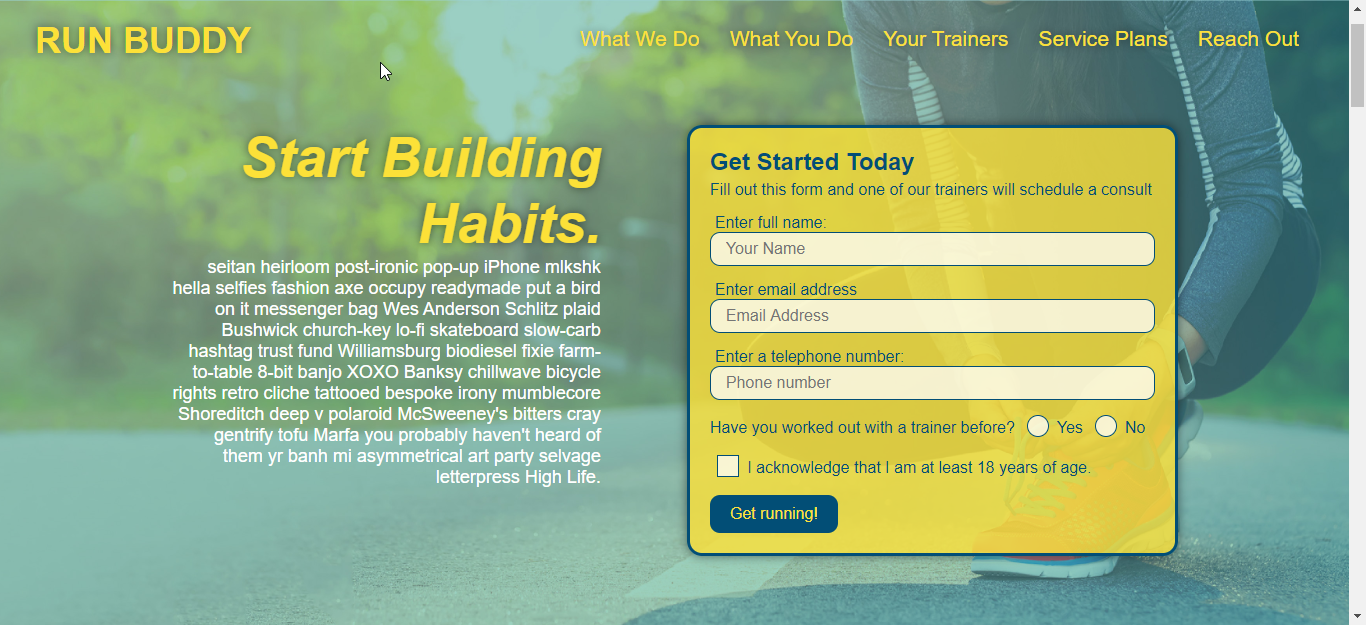 RUN BUDDY
What We Do
What You Do
Your Trainers
Service Plans
Reach Out
Start Building
Habits.
seitan heirloom post-ironic pop-up iPhone mlkshk
hella selfies fashion axe occupy readymade put a bird
on it messenger bag Wes Anderson Schlitz plaid
Bushwick church-key lo-fi skateboard slow-carb
hashtag trust fund Williamsburg biodiesel fixie farm-
to-table 8-bit banjo XOXO Banksy chillwave bicycle
rights retro cliche tattooed bespoke irony mumblecore
Shoreditch deep v polaroid McSweeney's bitters cray
gentrify tofu Marfa you probably haven't heard of
them yr banh mi asymmetrical art party selvage
letterpress High Life.
Get Started Today
Fill out this form and one of our trainers will schedule a consult
Enter full name:
Your Name
Enter email address
Email Address
Enter a telephone number:
Phone number
Have you worked out with a trainer before? Yes No
I acknowledge that I am at least 18 years of age.
Get running!